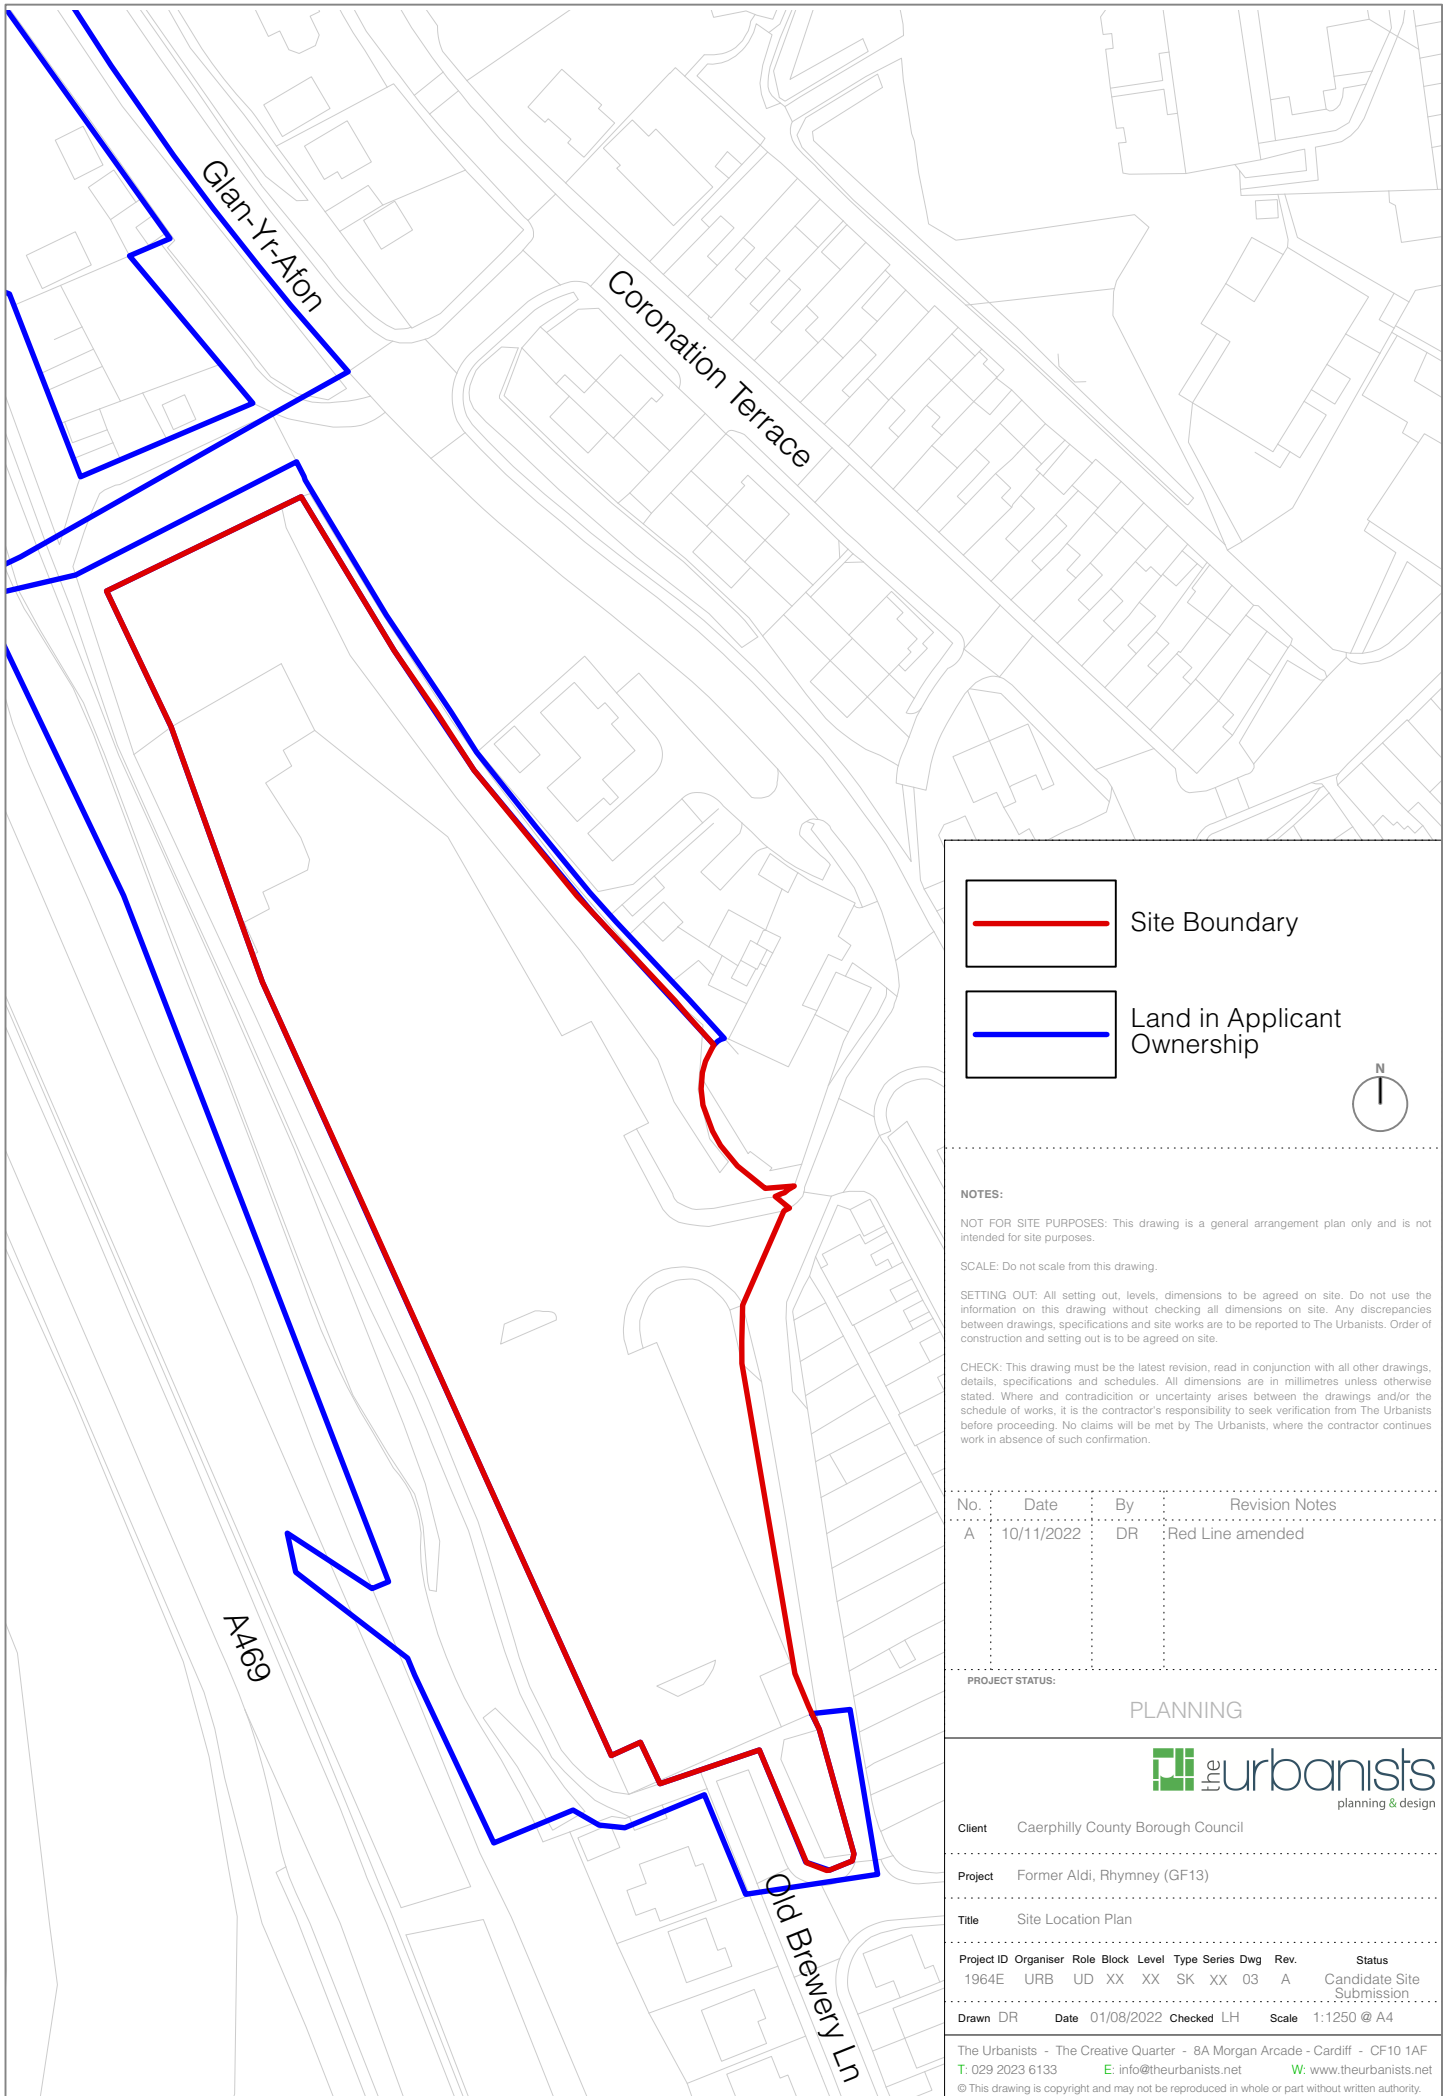 Glan-Yr-Afon
Coronation Terrace
A469
Old Brewery Ln
Site Boundary
Land in Applicant
Ownership
N
NOTES:
NOT FOR SITE PURPOSES: This drawing is a general arrangement plan only and is not
intended for site purposes.
SCALE: Do not scale from this drawing.
SETTING OUT: All setting out, levels, dimensions to be agreed on site. Do not use the
information on this drawing without checking all dimensions on site. Any discrepancies
between drawings, specifications and site works are to be reported to The Urbanists. Order of
construction and setting out is to be agreed on site.
CHECK: This drawing must be the latest revision, read in conjunction with all other drawings,
details, specifications and schedules. All dimensions are in millimetres unless otherwise
stated. Where and contradicition or uncertainty arises between the drawings and/or the
schedule of works, it is the contractor's responsibility to seek verification from The Urbanists
before proceeding. No claims will be met by The Urbanists, where the contractor continues
work in absence of such confirmation.
No. Date By Revision Notes
A 10/11/2022 DR Red Line amended
PROJECT STATUS:
PLANNING
the urbanists
planning & design
Client Caerphilly County Borough Council
Project Former Aldi, Rhymney (GF13)
Title Site Location Plan
Project ID Organiser Role Block Level Type Series Dwg Rev. Status
1964E URB UD XX XX SK XX 03 A Candidate Site
Submission
Drawn DR Date 01/08/2022 Checked LH Scale 1:1250 @ A4
The Urbanists - The Creative Quarter - 8A Morgan Arcade - Cardiff - CF10 1AF
T: 029 2023 6133 E: info@theurbanists.net W: www.theurbanists.net
© This drawing is copyright and may not be reproduced in whole or part without written authority.